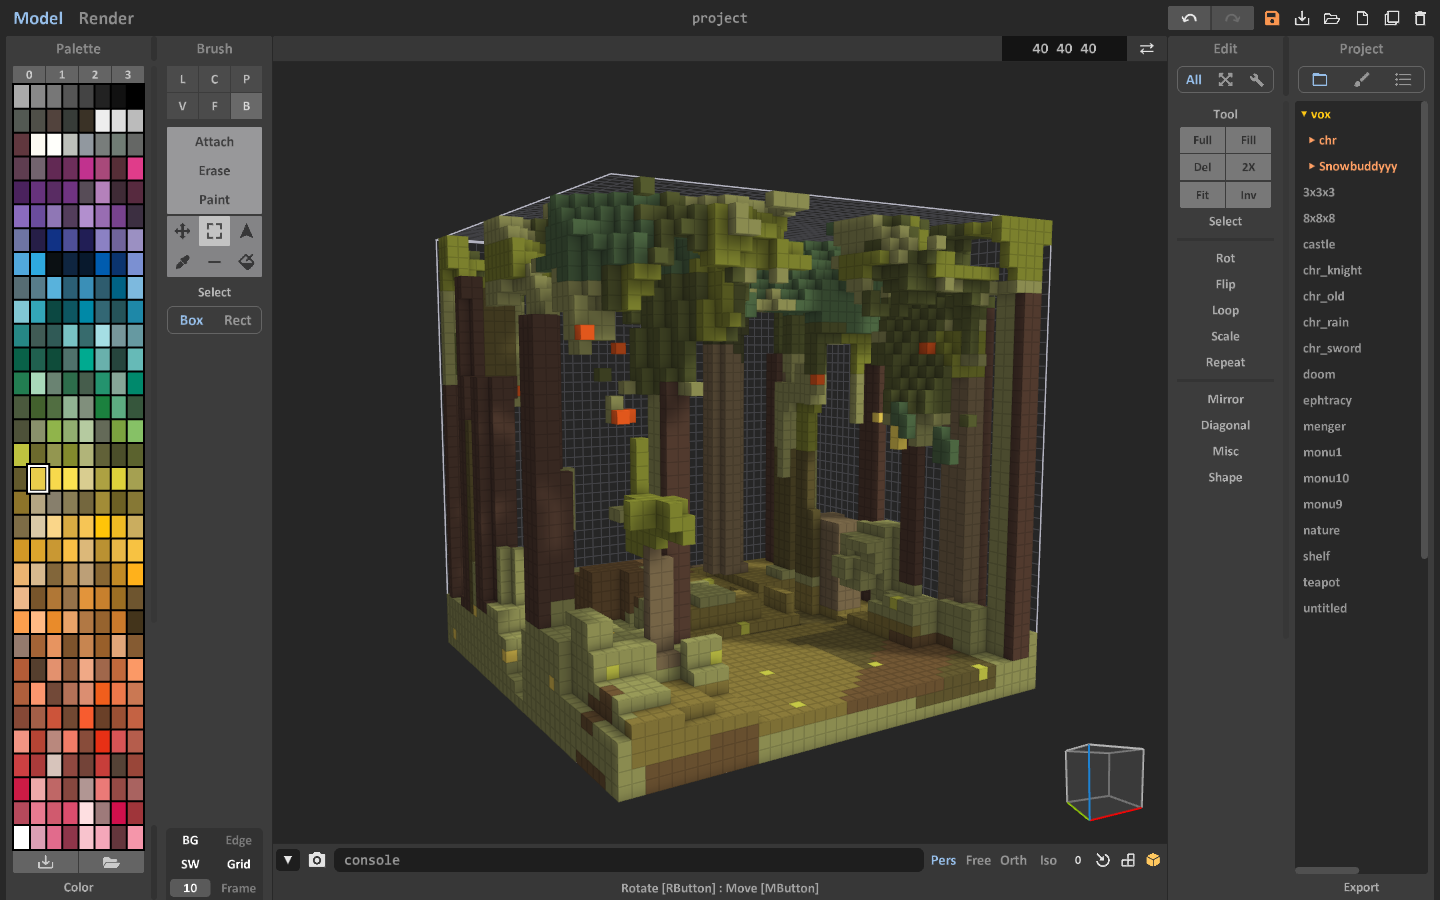 Model Render
project
40 40 40
Palette
Brush
Edit
Project
0 1 2 3
L C P
V F B
Attach
Erase
Paint
Select
Box Rect
BG Edge
SW Grid
10 Frame
Color
console
Pers Free Orth Iso 0
Rotate [RButton] : Move [MButton]
All
Tool
Full Fill
Del 2X
Fit Inv
Select
Rot
Flip
Loop
Scale
Repeat
Mirror
Diagonal
Misc
Shape
vox
chr
Snowbuddyyy
3x3x3
8x8x8
castle
chr_knight
chr_old
chr_rain
chr_sword
doom
ephtracy
menger
monu1
monu10
monu9
nature
shelf
teapot
untitled
Export